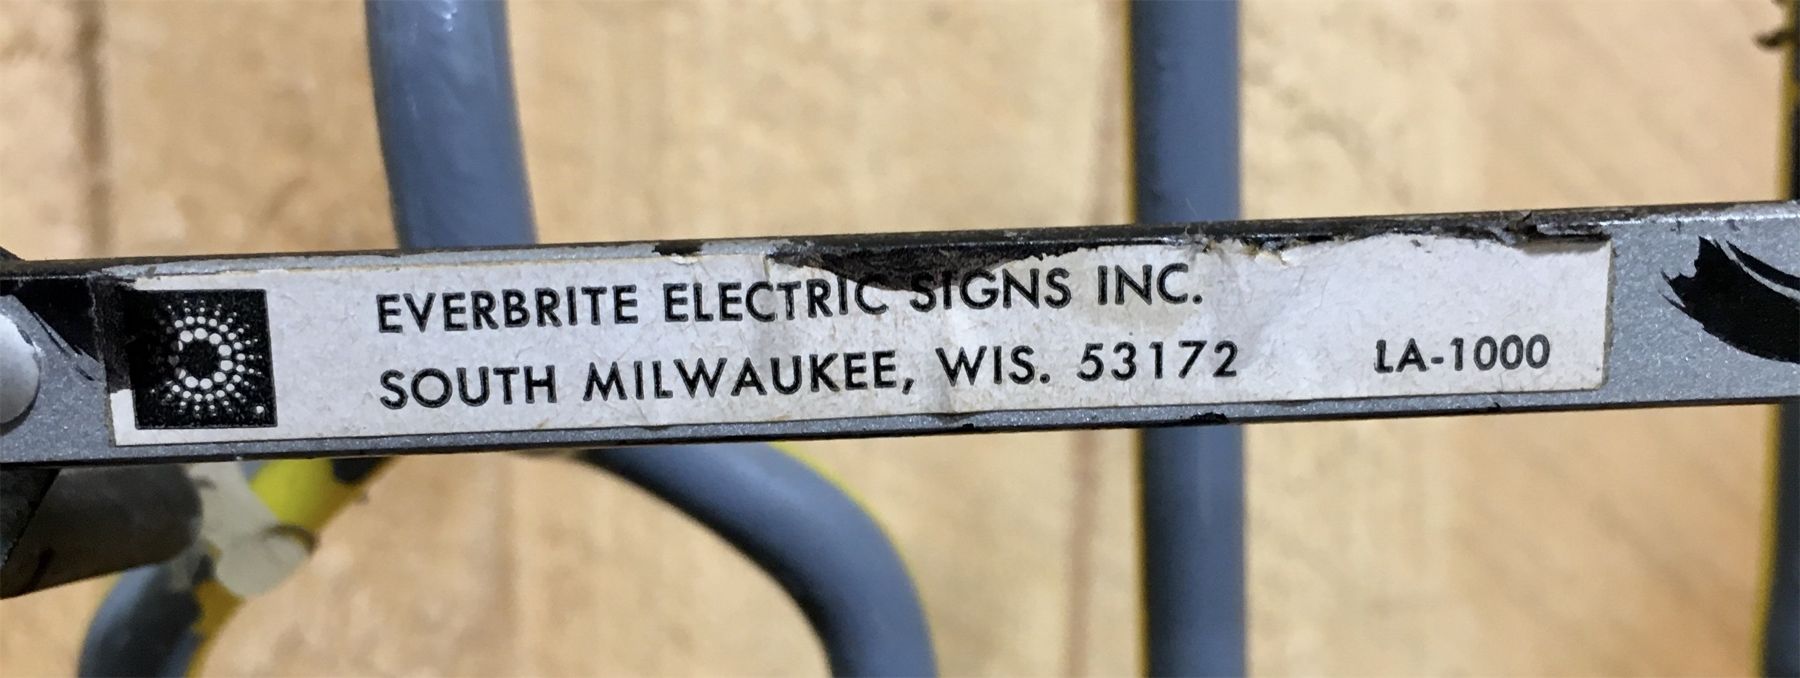 EVERBRITE ELECTRIC SIGNS INC.
SOUTH MILWAUKEE, WIS. 53172
LA-1000